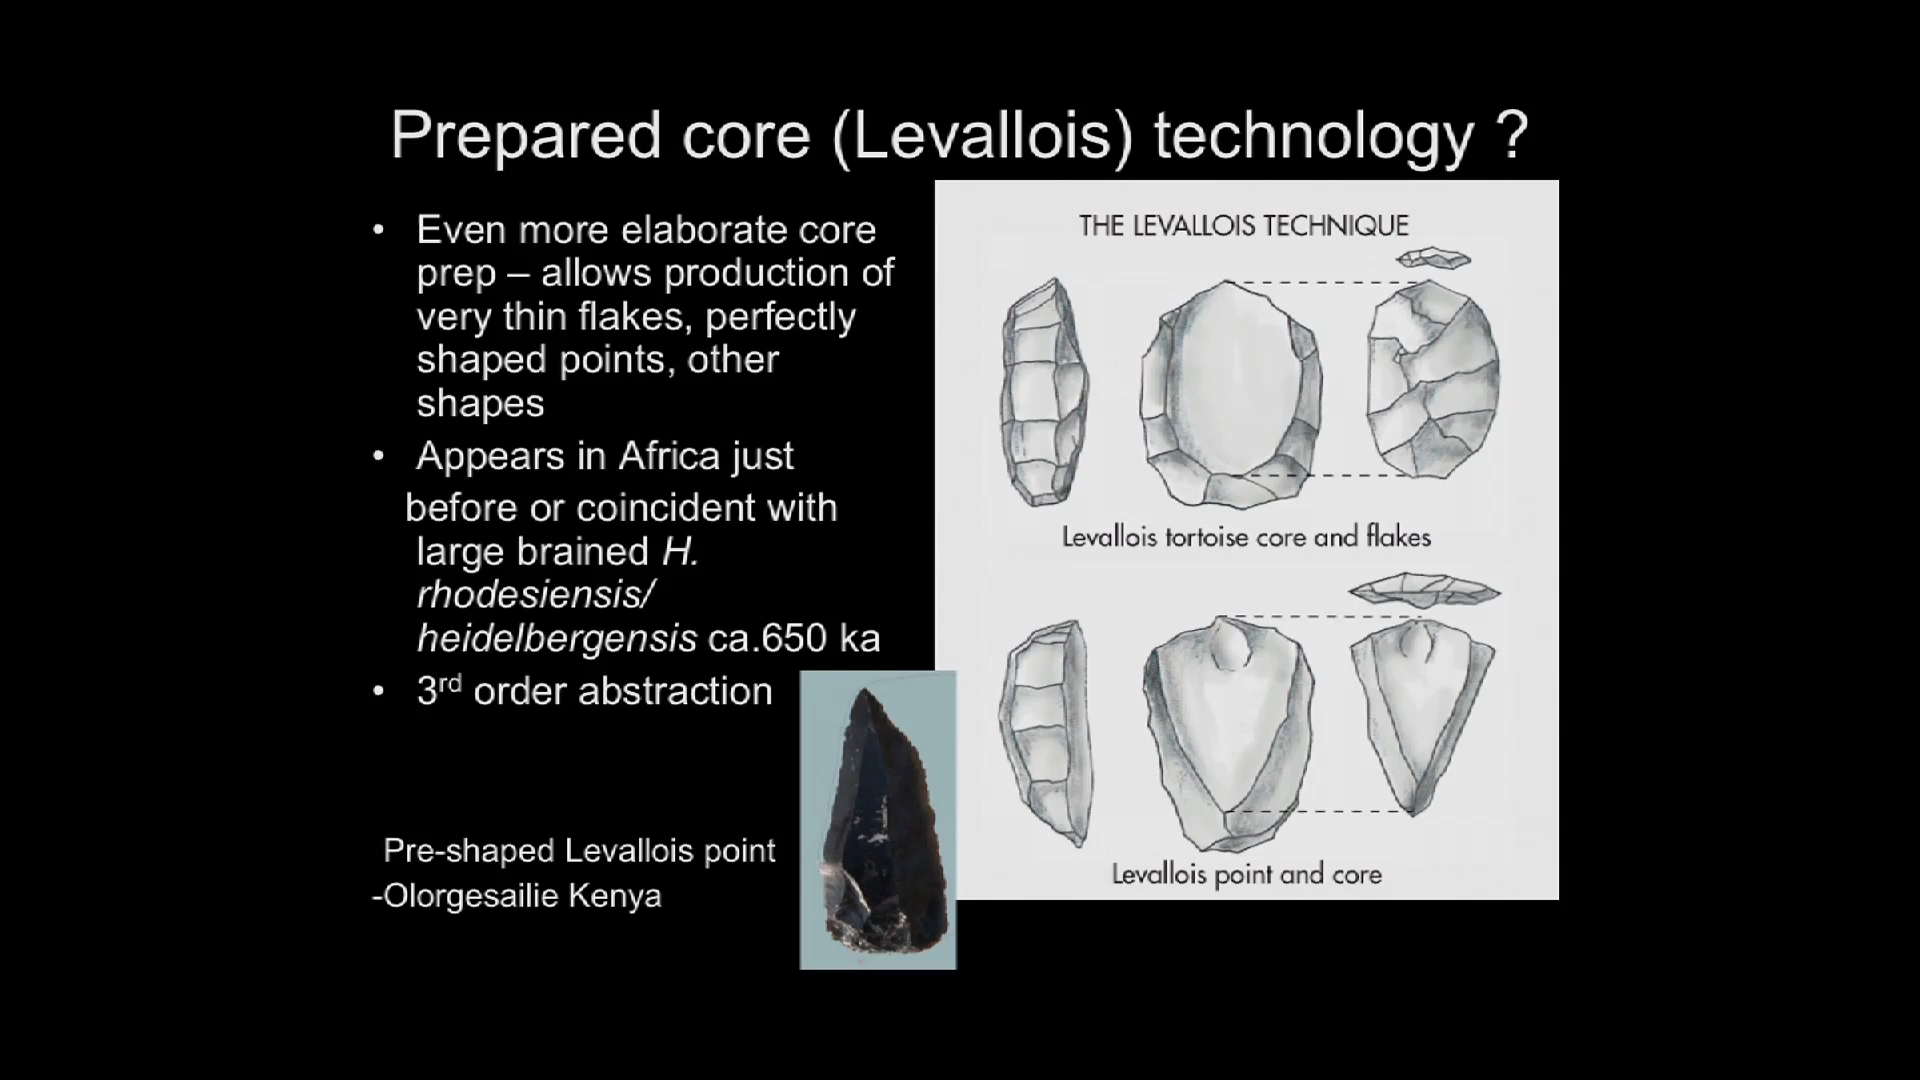 Prepared core (Levallois) technology ?
• Even more elaborate core
prep – allows production of
very thin flakes, perfectly
shaped points, other
shapes
• Appears in Africa just
before or coincident with
large brained H.
rhodesiensis/
heidelbergensis ca.650 ka
• 3rd order abstraction
Pre-shaped Levallois point
-Olorgesailie Kenya
THE LEVALLOIS TECHNIQUE
Levallois tortoise core and flakes
Levallois point and core